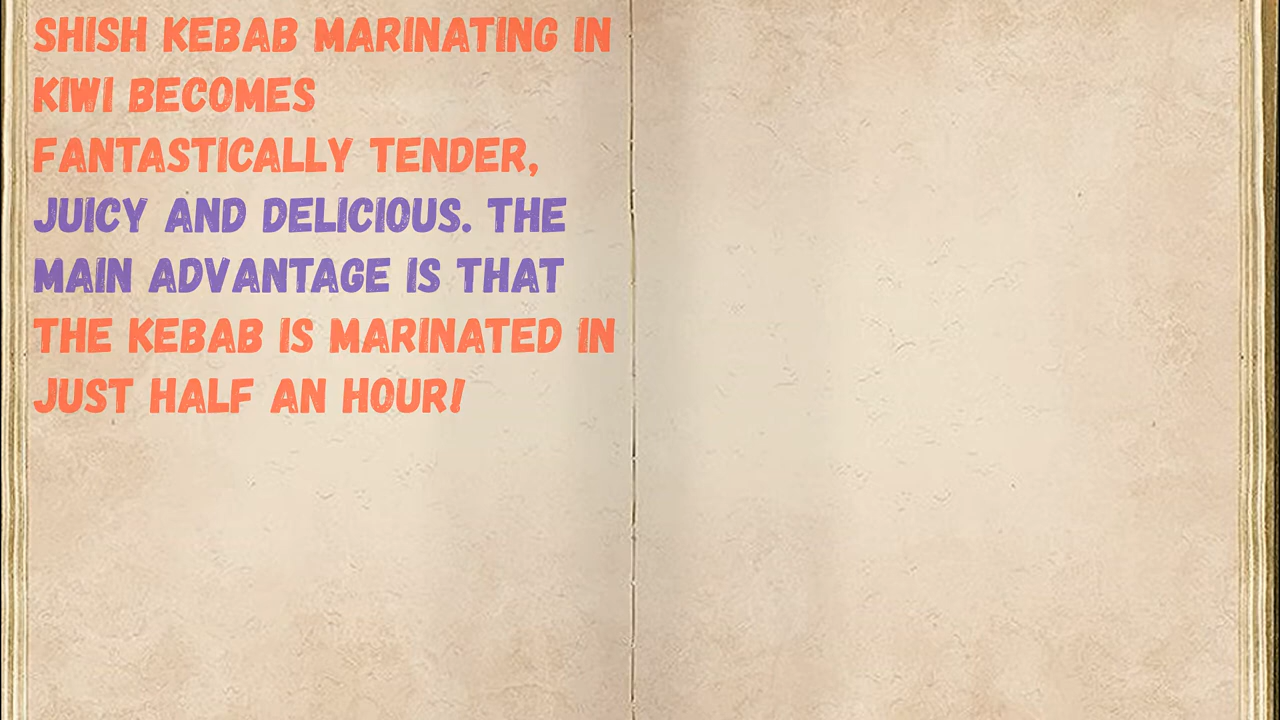 SHISH KEBAB MARINATING IN
KIWI BECOMES
FANTASTICALLY TENDER,
JUICY AND DELICIOUS. THE
MAIN ADVANTAGE IS THAT
THE KEBAB IS MARINATED IN
JUST HALF AN HOUR!